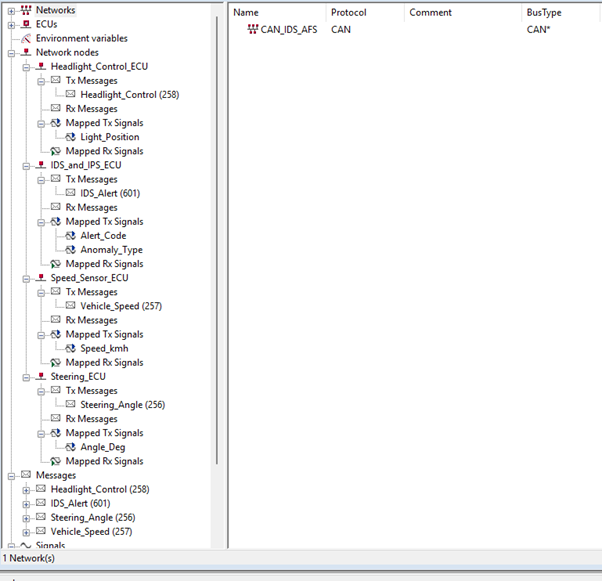 Networks
ECUs
Environment variables
Network nodes
Headlight_Control_ECU
Tx Messages
Headlight_Control (258)
Rx Messages
Mapped Tx Signals
Light_Position
Mapped Rx Signals
IDS_and_IPS_ECU
Tx Messages
IDS_Alert (601)
Rx Messages
Mapped Tx Signals
Alert_Code
Anomaly_Type
Mapped Rx Signals
Speed_Sensor_ECU
Tx Messages
Vehicle_Speed (257)
Rx Messages
Mapped Tx Signals
Speed_kmh
Mapped Rx Signals
Steering_ECU
Tx Messages
Steering_Angle (256)
Rx Messages
Mapped Tx Signals
Angle_Deg
Mapped Rx Signals
Messages
Headlight_Control (258)
IDS_Alert (601)
Steering_Angle (256)
Vehicle_Speed (257)
Signals
Name Protocol Comment BusType
CAN_IDS_AFS CAN CAN*
1 Network(s)